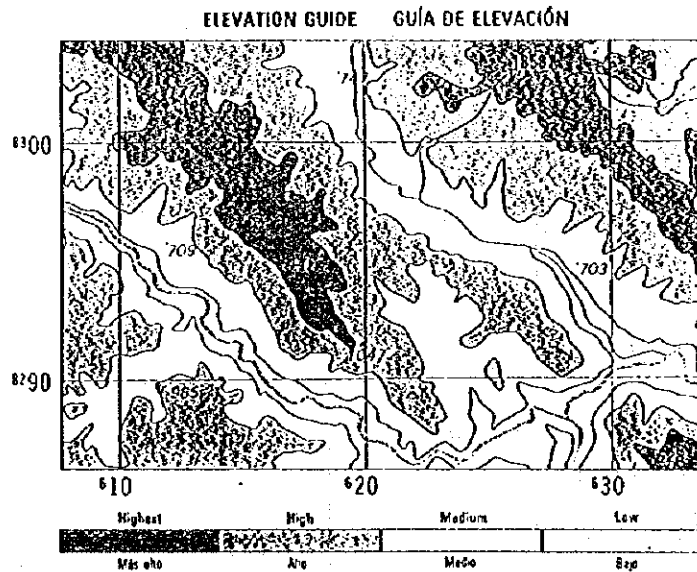 ELEVATION GUIDE GUÍA DE ELEVACIÓN
8300
709
703
8290
610 620 630
Highest High Medium Low
Más alto Alto Medio Bajo